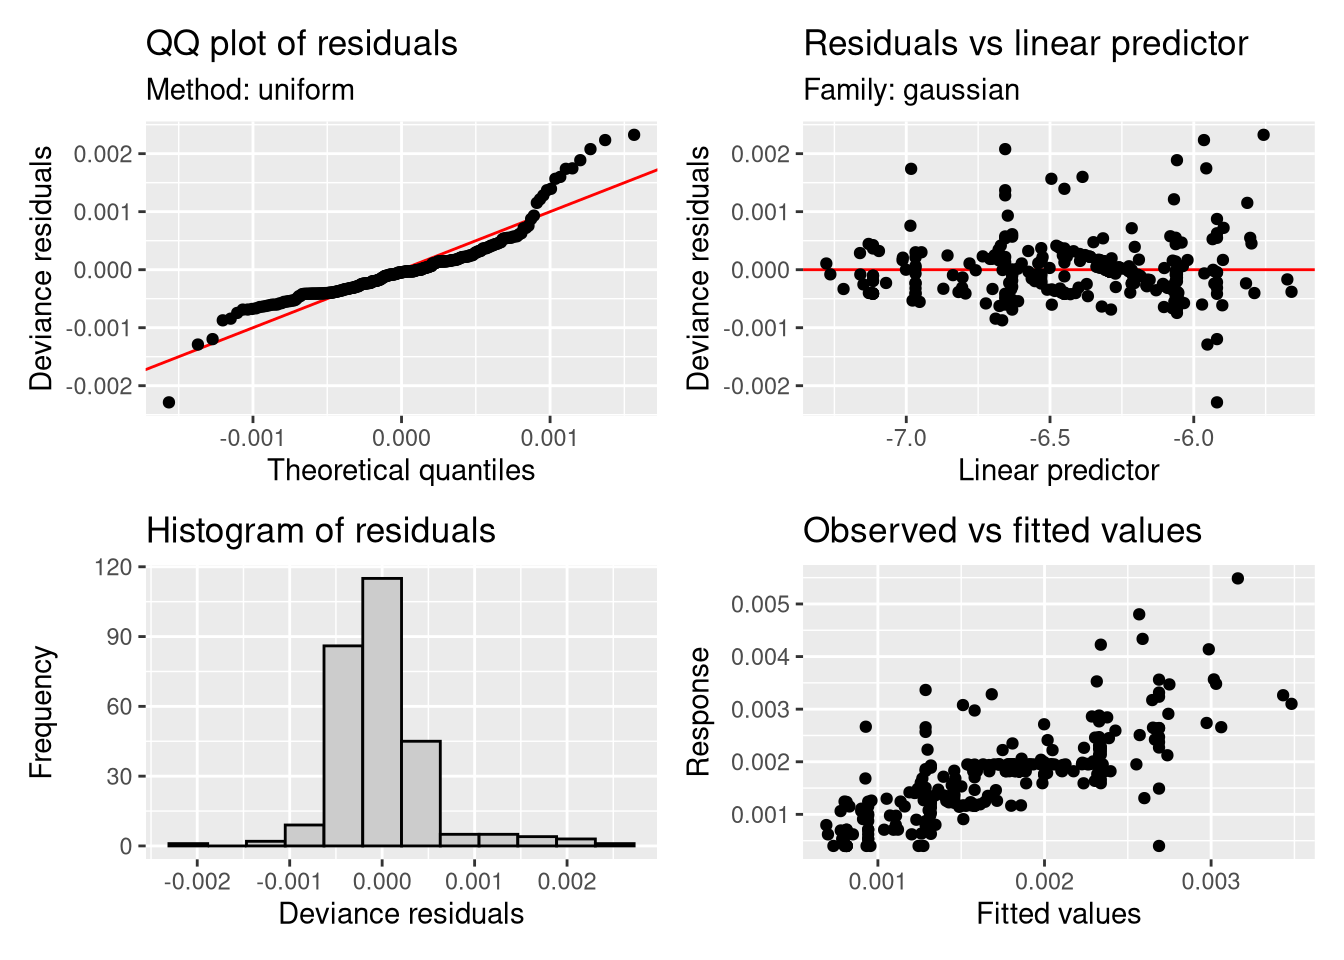 QQ plot of residuals
Method: uniform
Deviance residuals
0.002
0.001
0.000
-0.001
-0.002
-0.001 0.000 0.001
Theoretical quantiles
Residuals vs linear predictor
Family: gaussian
Deviance residuals
0.002
0.001
0.000
-0.001
-0.002
-7.0 -6.5 -6.0
Linear predictor
Histogram of residuals
Frequency
120
90
60
30
0
-0.002 -0.001 0.000 0.001 0.002
Deviance residuals
Observed vs fitted values
Response
0.005
0.004
0.003
0.002
0.001
0.001 0.002 0.003
Fitted values